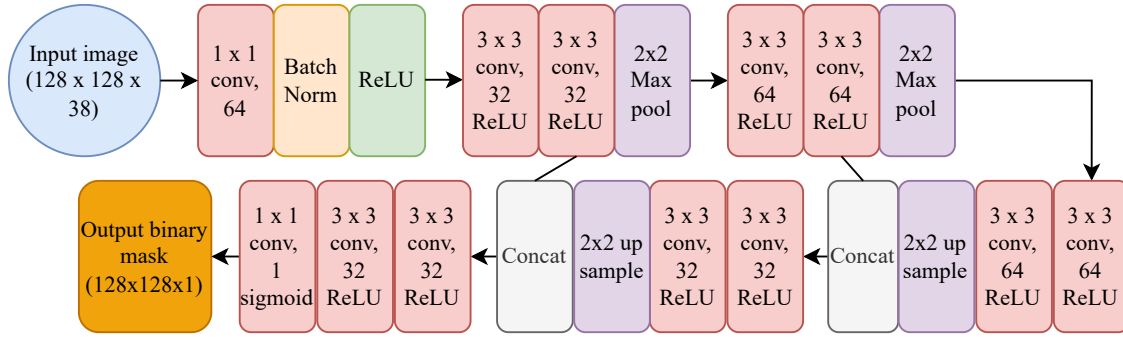 Input image
(128 x 128 x
38)
1 x 1
conv,
64
Batch
Norm
ReLU
3 x 3
conv,
32
ReLU
3 x 3
conv,
32
ReLU
2x2
Max
pool
3 x 3
conv,
64
ReLU
3 x 3
conv,
64
ReLU
2x2
Max
pool
Output binary
mask
(128x128x1)
1 x 1
conv,
1
sigmoid
3 x 3
conv,
32
ReLU
3 x 3
conv,
32
ReLU
Concat
2x2 up
sample
3 x 3
conv,
32
ReLU
3 x 3
conv,
32
ReLU
Concat
2x2 up
sample
3 x 3
conv,
64
ReLU
3 x 3
conv,
64
ReLU